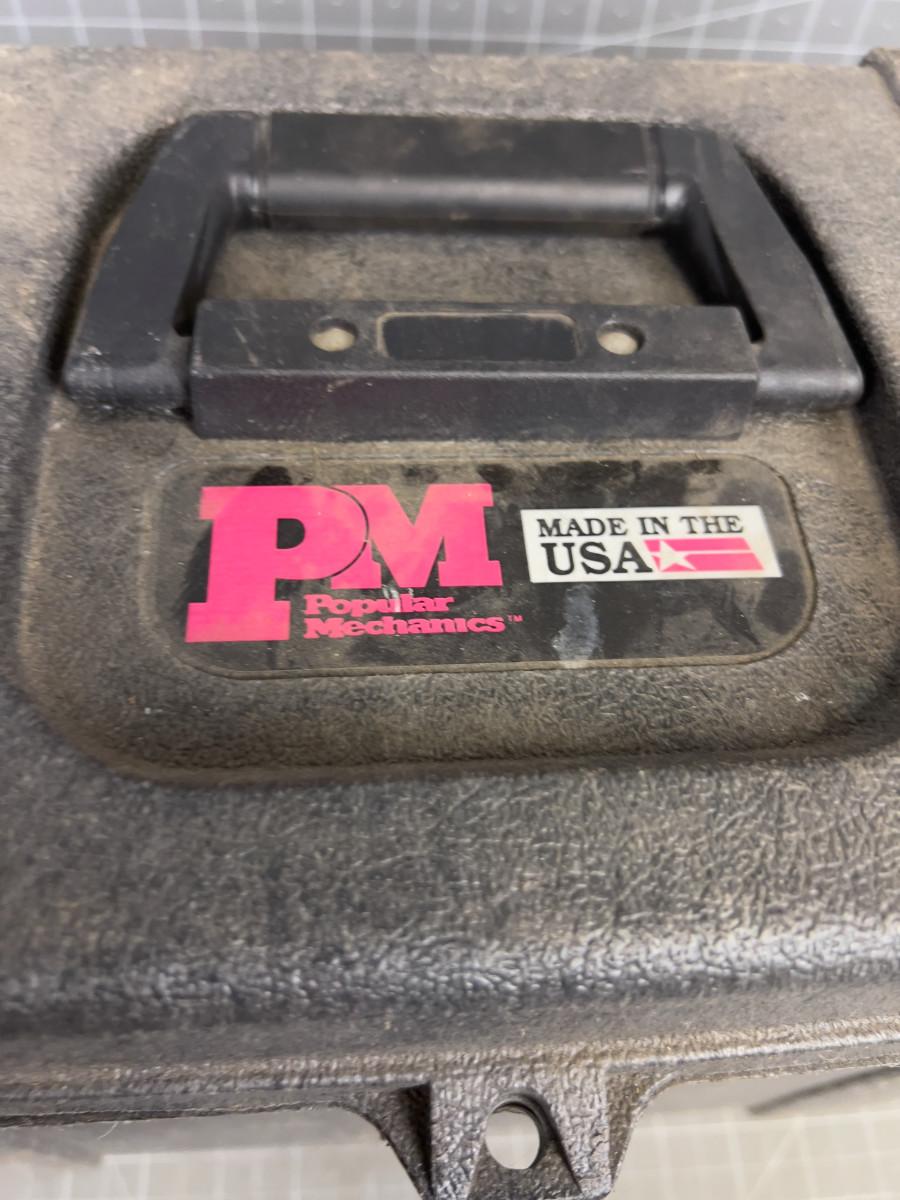 PM
Popular
Mechanics™
MADE IN THE
USA